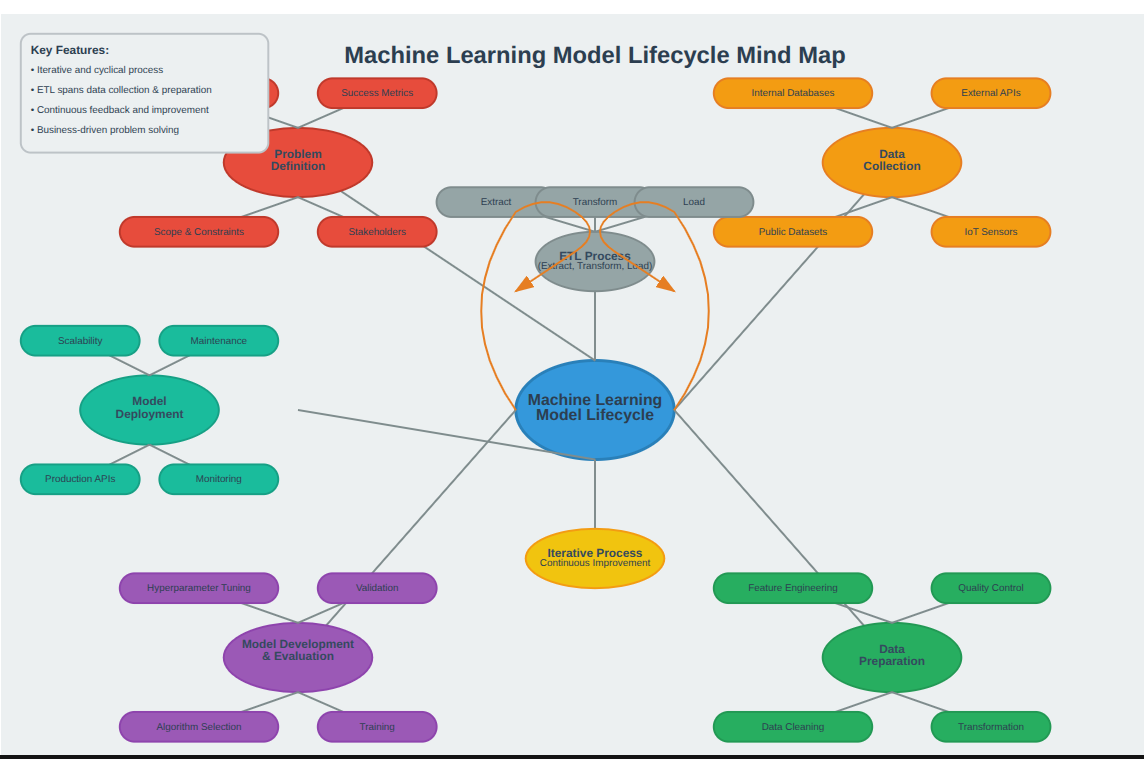 Machine Learning Model Lifecycle Mind Map
Key Features:
• Iterative and cyclical process
• ETL spans data collection & preparation
• Continuous feedback and improvement
• Business-driven problem solving
Success Metrics
Problem
Definition
Scope & Constraints
Stakeholders
Internal Databases
External APIs
Data
Collection
Public Datasets
IoT Sensors
Extract
Transform
Load
ETL Process
(Extract, Transform, Load)
Scalability
Maintenance
Model
Deployment
Production APIs
Monitoring
Machine Learning
Model Lifecycle
Iterative Process
Continuous Improvement
Hyperparameter Tuning
Validation
Model Development
& Evaluation
Algorithm Selection
Training
Feature Engineering
Quality Control
Data
Preparation
Data Cleaning
Transformation